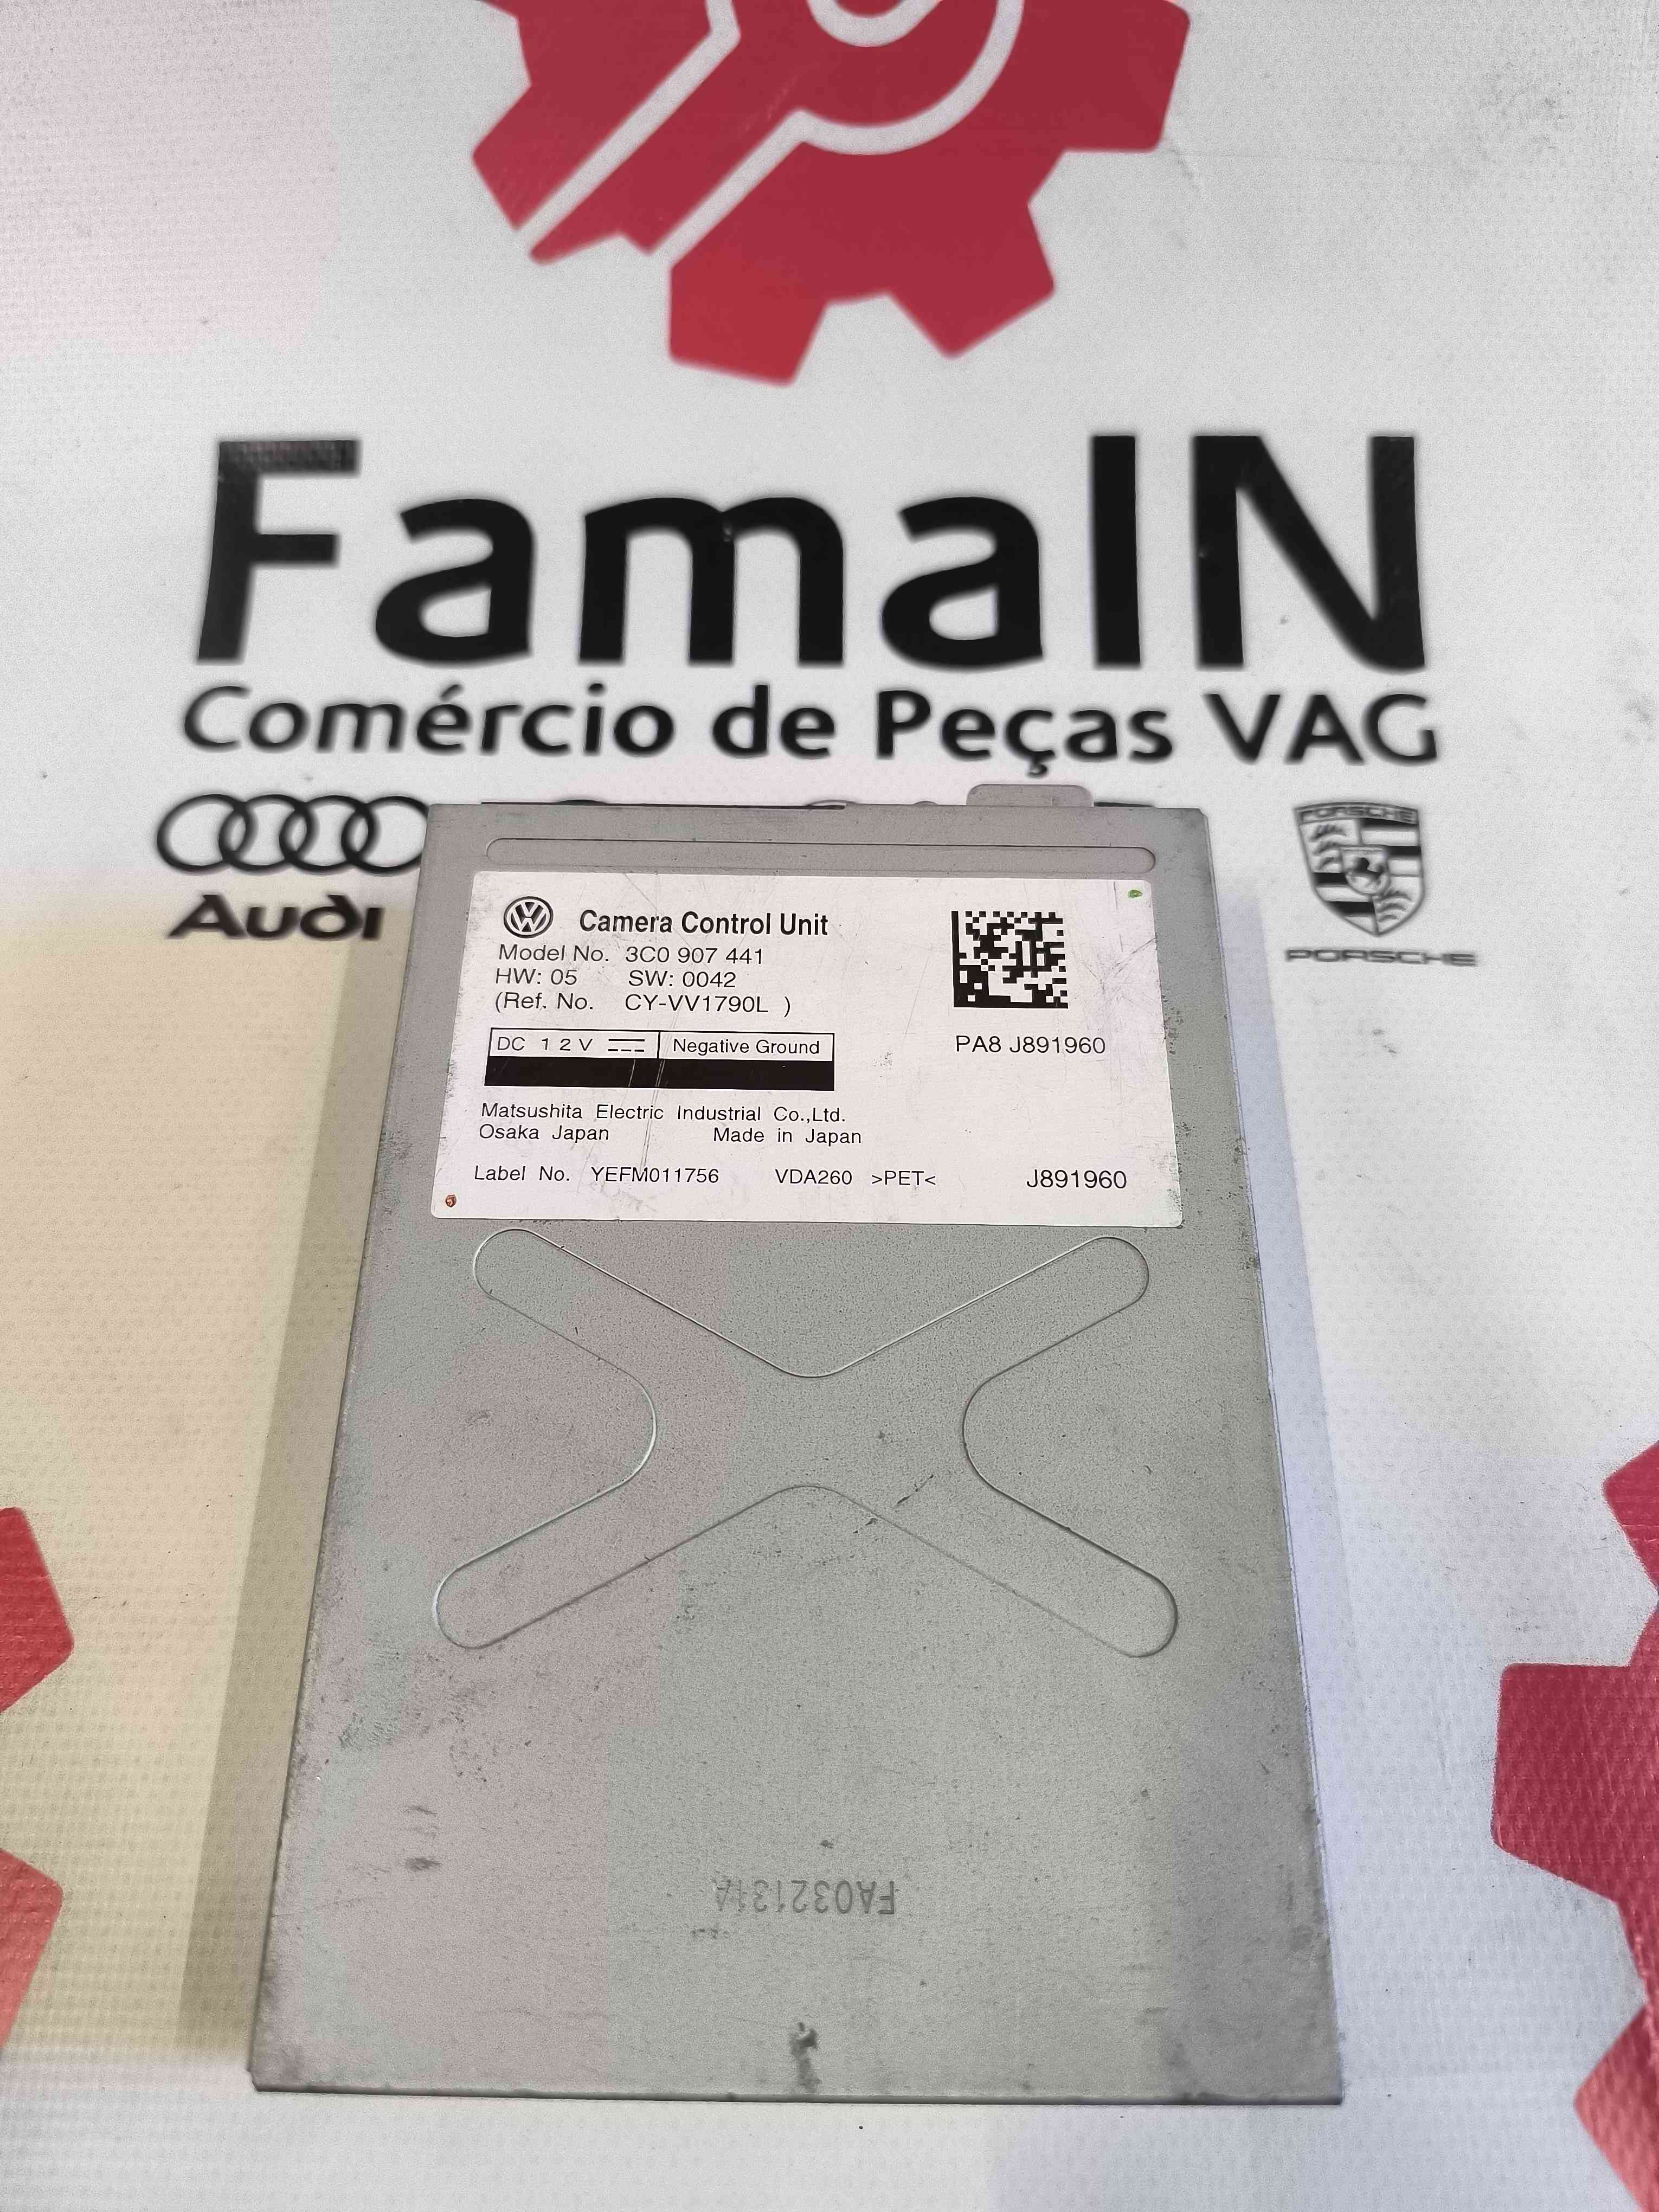 FamaIN
Comércio de Peças VAG
Audi
PORSCHE
PORSCHE
Camera Control Unit
Model No. 3C0 907 441
HW: 05 SW: 0042
(Ref. No. CY-VV1790L )
DC 12V Negative Ground
PA8 J891960
Matsushita Electric Industrial Co.,Ltd.
Osaka Japan Made in Japan
Label No. YEFM011756 VDA260 >PET< J891960
FA032131A